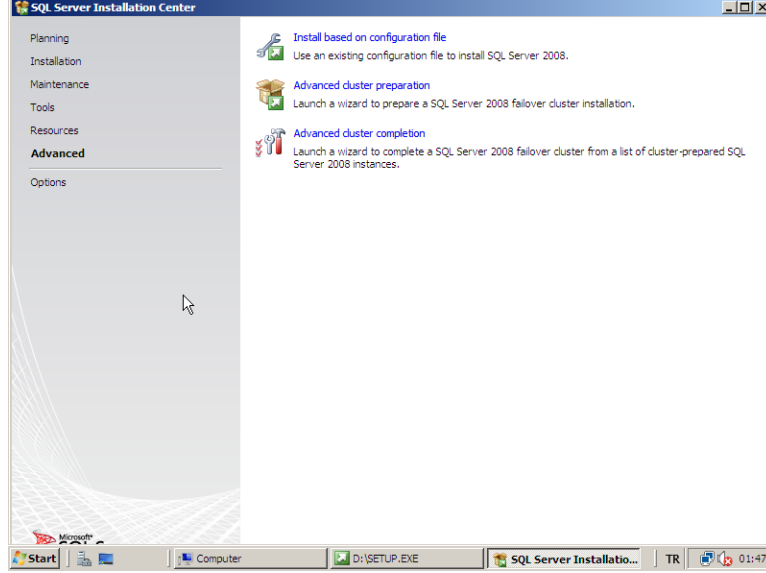 SQL Server Installation Center
Planning
Installation
Maintenance
Tools
Resources
Advanced
Options
Install based on configuration file
Use an existing configuration file to install SQL Server 2008.
Advanced cluster preparation
Launch a wizard to prepare a SQL Server 2008 failover cluster installation.
Advanced cluster completion
Launch a wizard to complete a SQL Server 2008 failover cluster from a list of cluster-prepared SQL
Server 2008 instances.
Microsoft®
Start
Computer
D:\SETUP.EXE
SQL Server Installatio...
TR
01:47